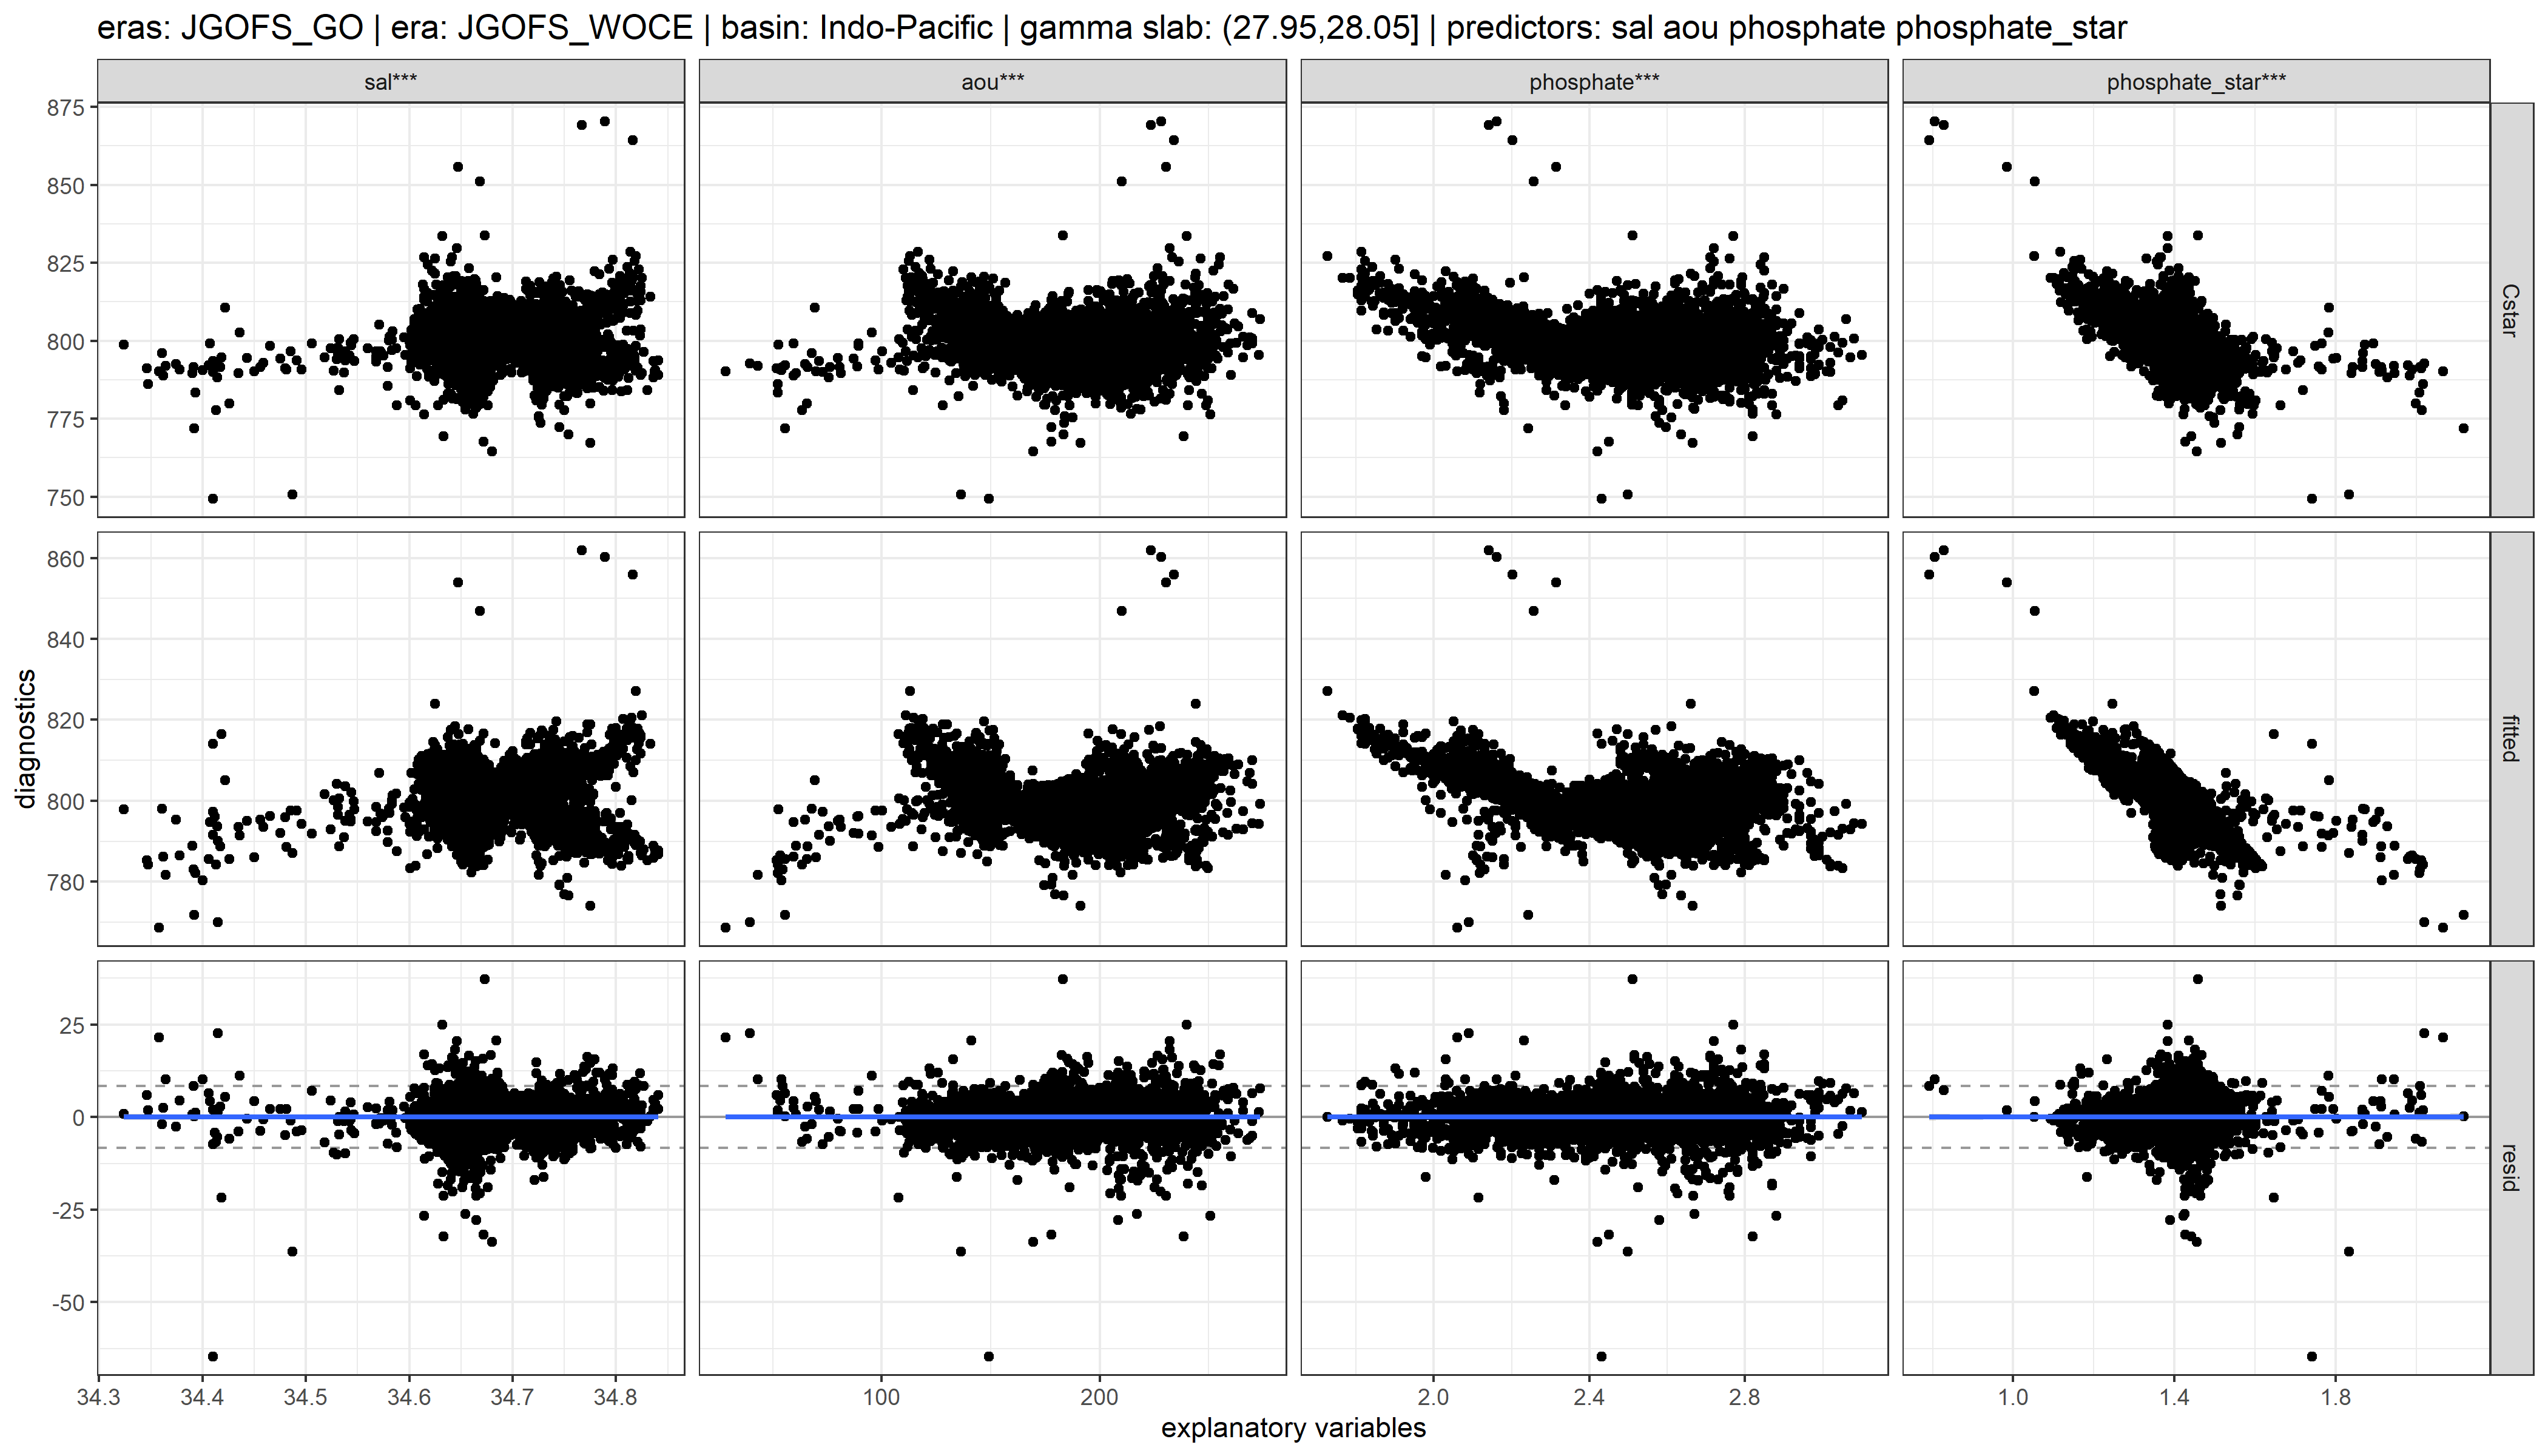 eras: JGOFS_GO | era: JGOFS_WOCE | basin: Indo-Pacific | gamma slab: (27.95,28.05] | predictors: sal aou phosphate phosphate_star
sal***
aou***
phosphate***
phosphate_star***
875
850
825
800
775
750
Cstar
860
840
820
800
780
fitted
diagnostics
25
0
-25
-50
resid
34.3
34.4
34.5
34.6
34.7
34.8
100
200
2.0
2.4
2.8
1.0
1.4
1.8
explanatory variables